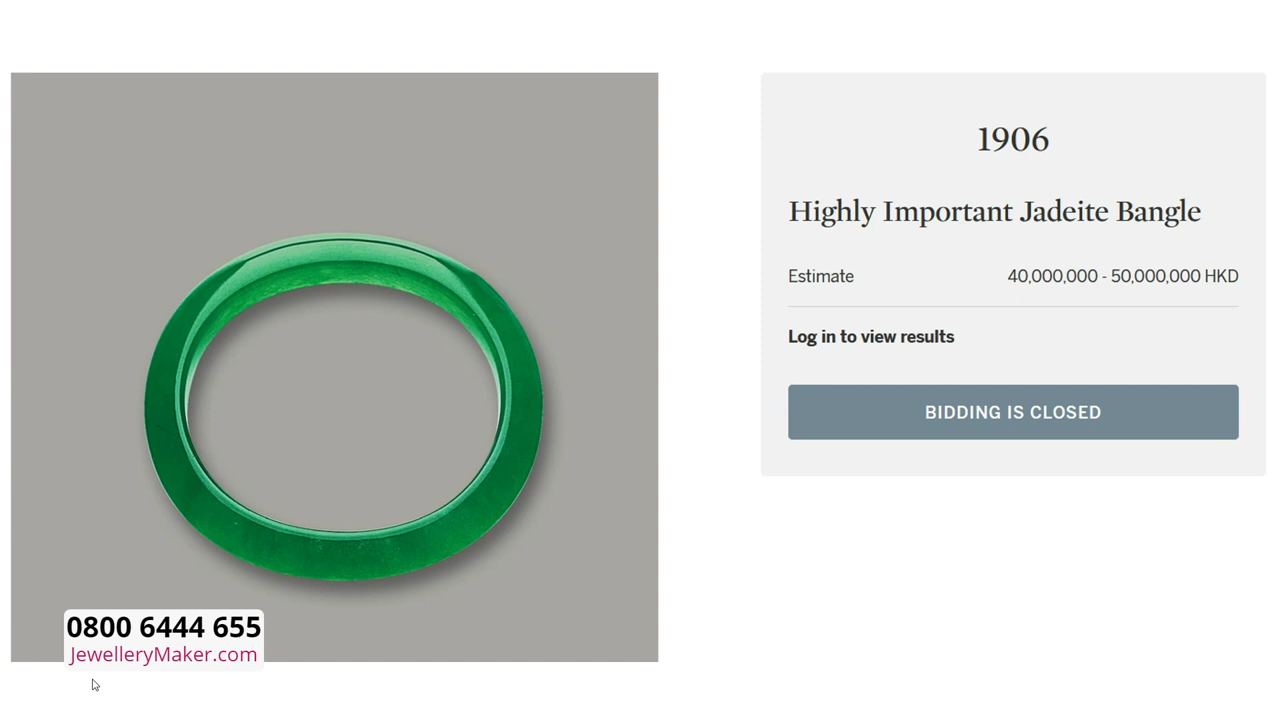 1906
Highly Important Jadeite Bangle
Estimate 40,000,000 - 50,000,000 HKD
Log in to view results
BIDDING IS CLOSED
0800 6444 655
JewelleryMaker.com